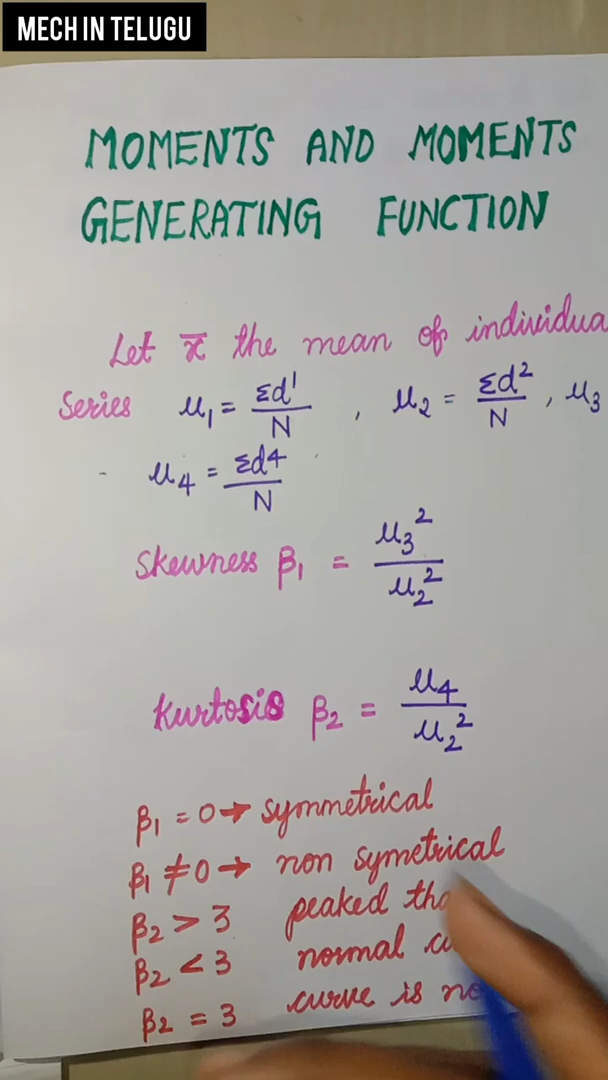 MECH IN TELUGU
MOMENTS AND MOMENTS
GENERATING FUNCTION
Let x̄ the mean of individua
Series μ₁ = Σd'/N , μ₂ = Σd²/N , μ₃
- μ₄ = Σd4/N
Skewness β₁ = μ₃²/μ₂²
Kurtosis β₂ = μ₄/μ₂²
β₁ = 0 → symmetrical
β₁ ≠ 0 → non symetrical
β₂ > 3 peaked
β₂ < 3 normal
β₂ = 3 curve is